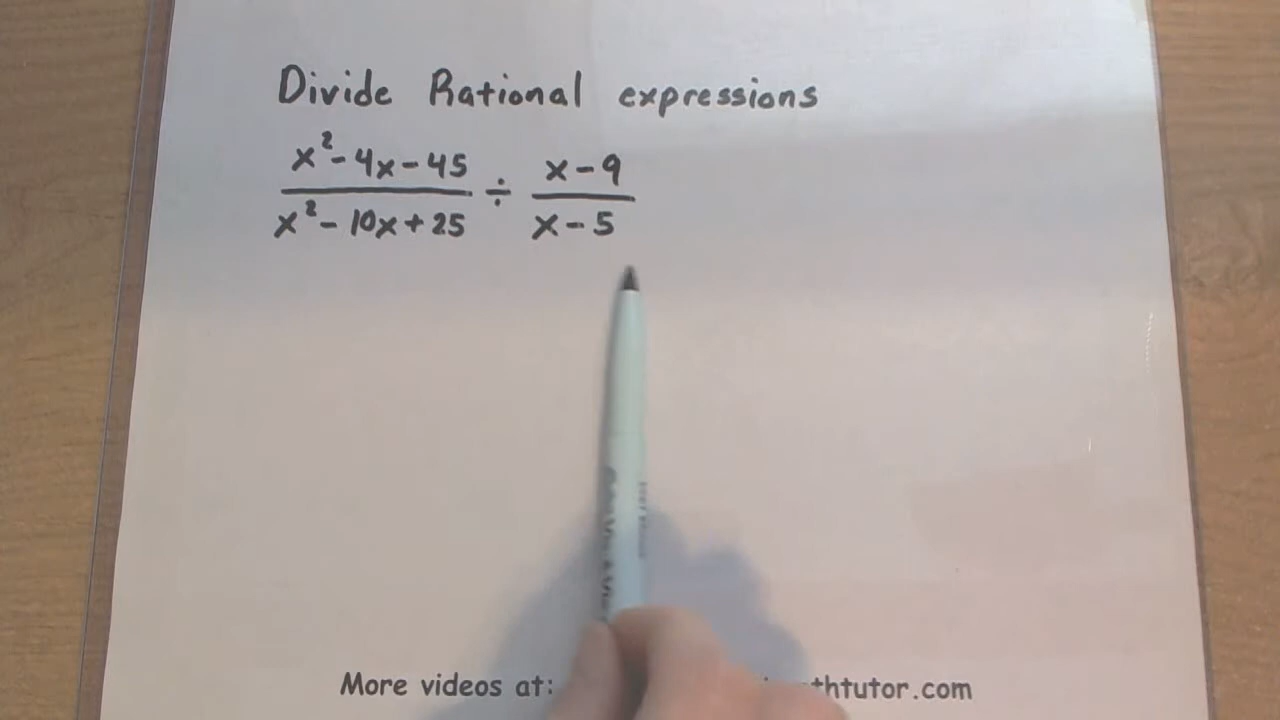 Divide Rational expressions
x²-4x-45 / x²-10x+25 ÷ x-9 / x-5
More videos at: thtutor.com